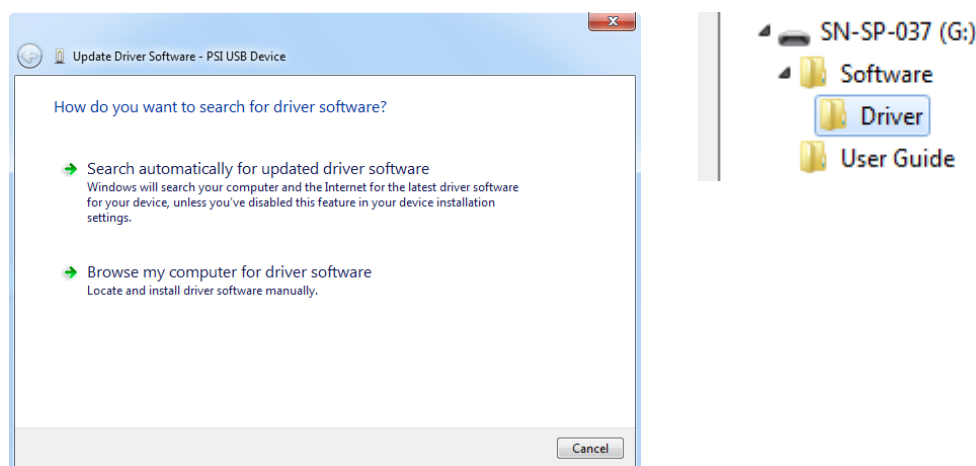 Update Driver Software - PSI USB Device
How do you want to search for driver software?
Search automatically for updated driver software
Windows will search your computer and the Internet for the latest driver software
for your device, unless you've disabled this feature in your device installation
settings.
Browse my computer for driver software
Locate and install driver software manually.
Cancel
SN-SP-037 (G:)
Software
Driver
User Guide